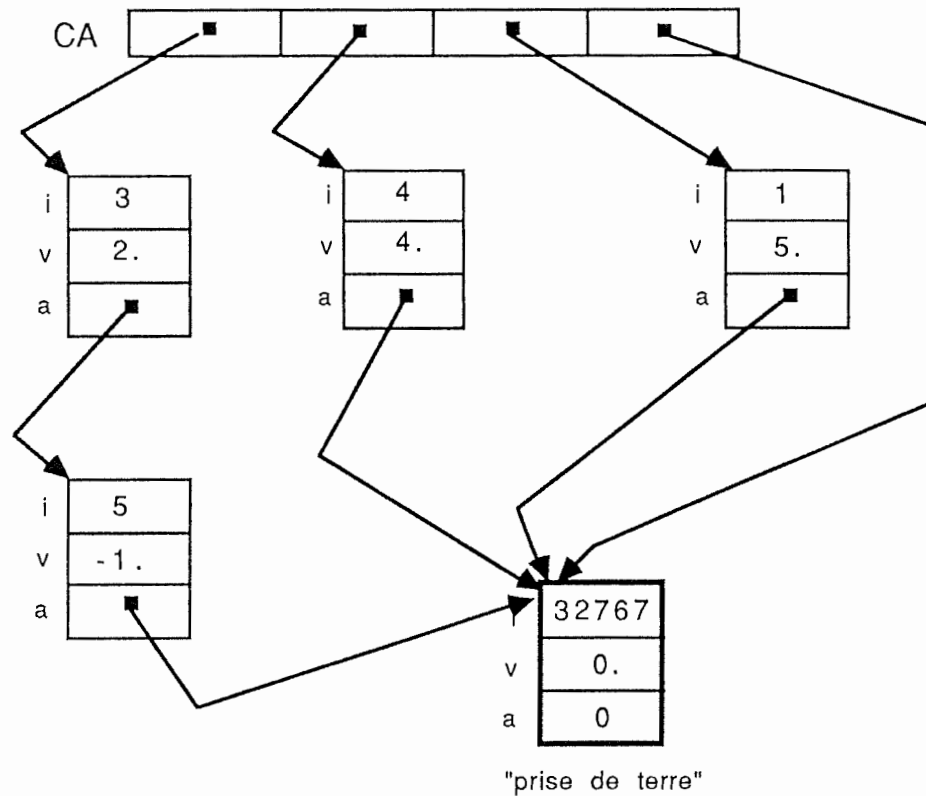 CA
i 3
v 2.
a
i 4
v 4.
a
i 1
v 5.
a
i 5
v -1.
a
i 32767
v 0.
a 0
"prise de terre"